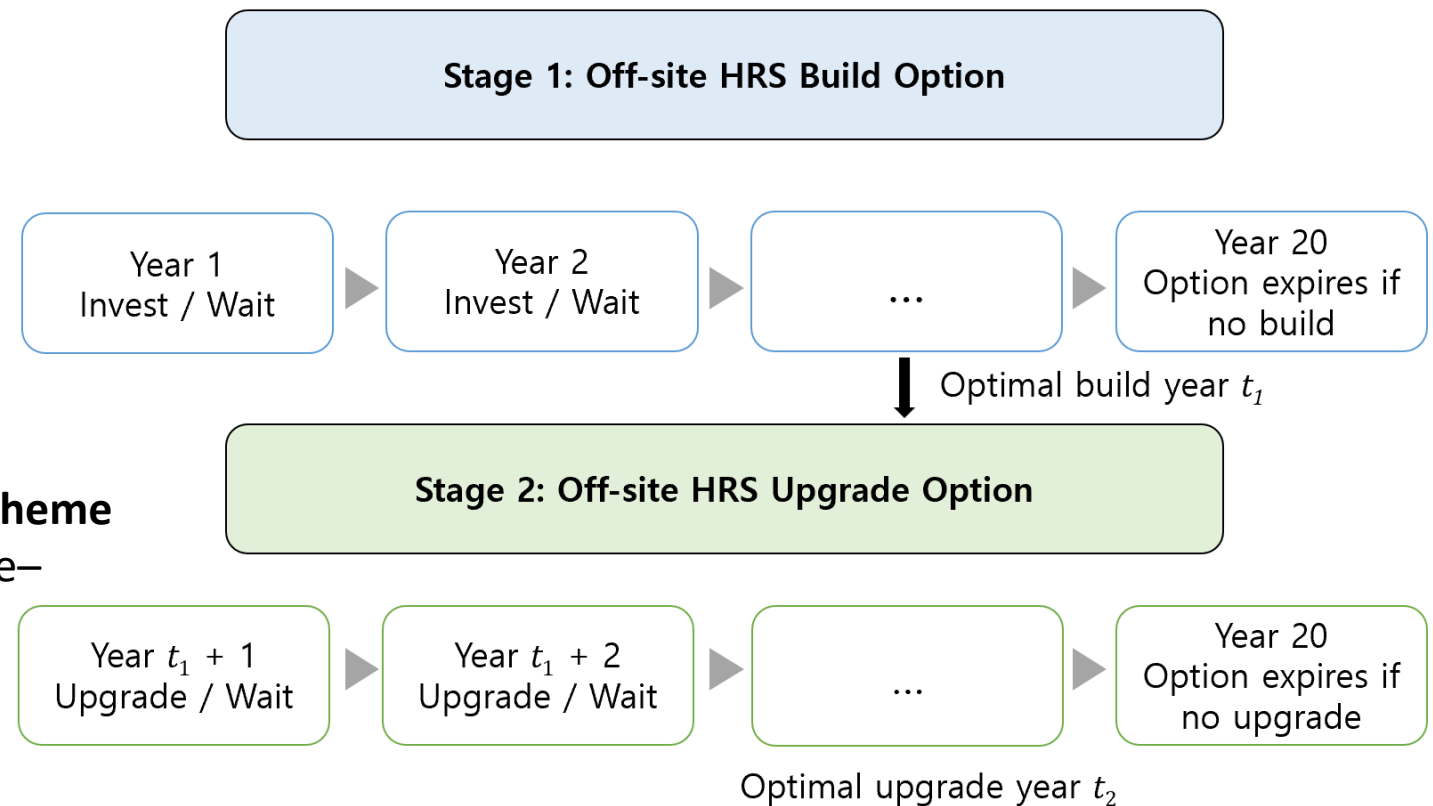 Stage 1: Off-site HRS Build Option
Year 1
Invest / Wait
Year 2
Invest / Wait
...
Year 20
Option expires if
no build
Optimal build year t₁
Stage 2: Off-site HRS Upgrade Option
heme
e–
Year t₁ + 1
Upgrade / Wait
Year t₁ + 2
Upgrade / Wait
...
Year 20
Option expires if
no upgrade
Optimal upgrade year t₂